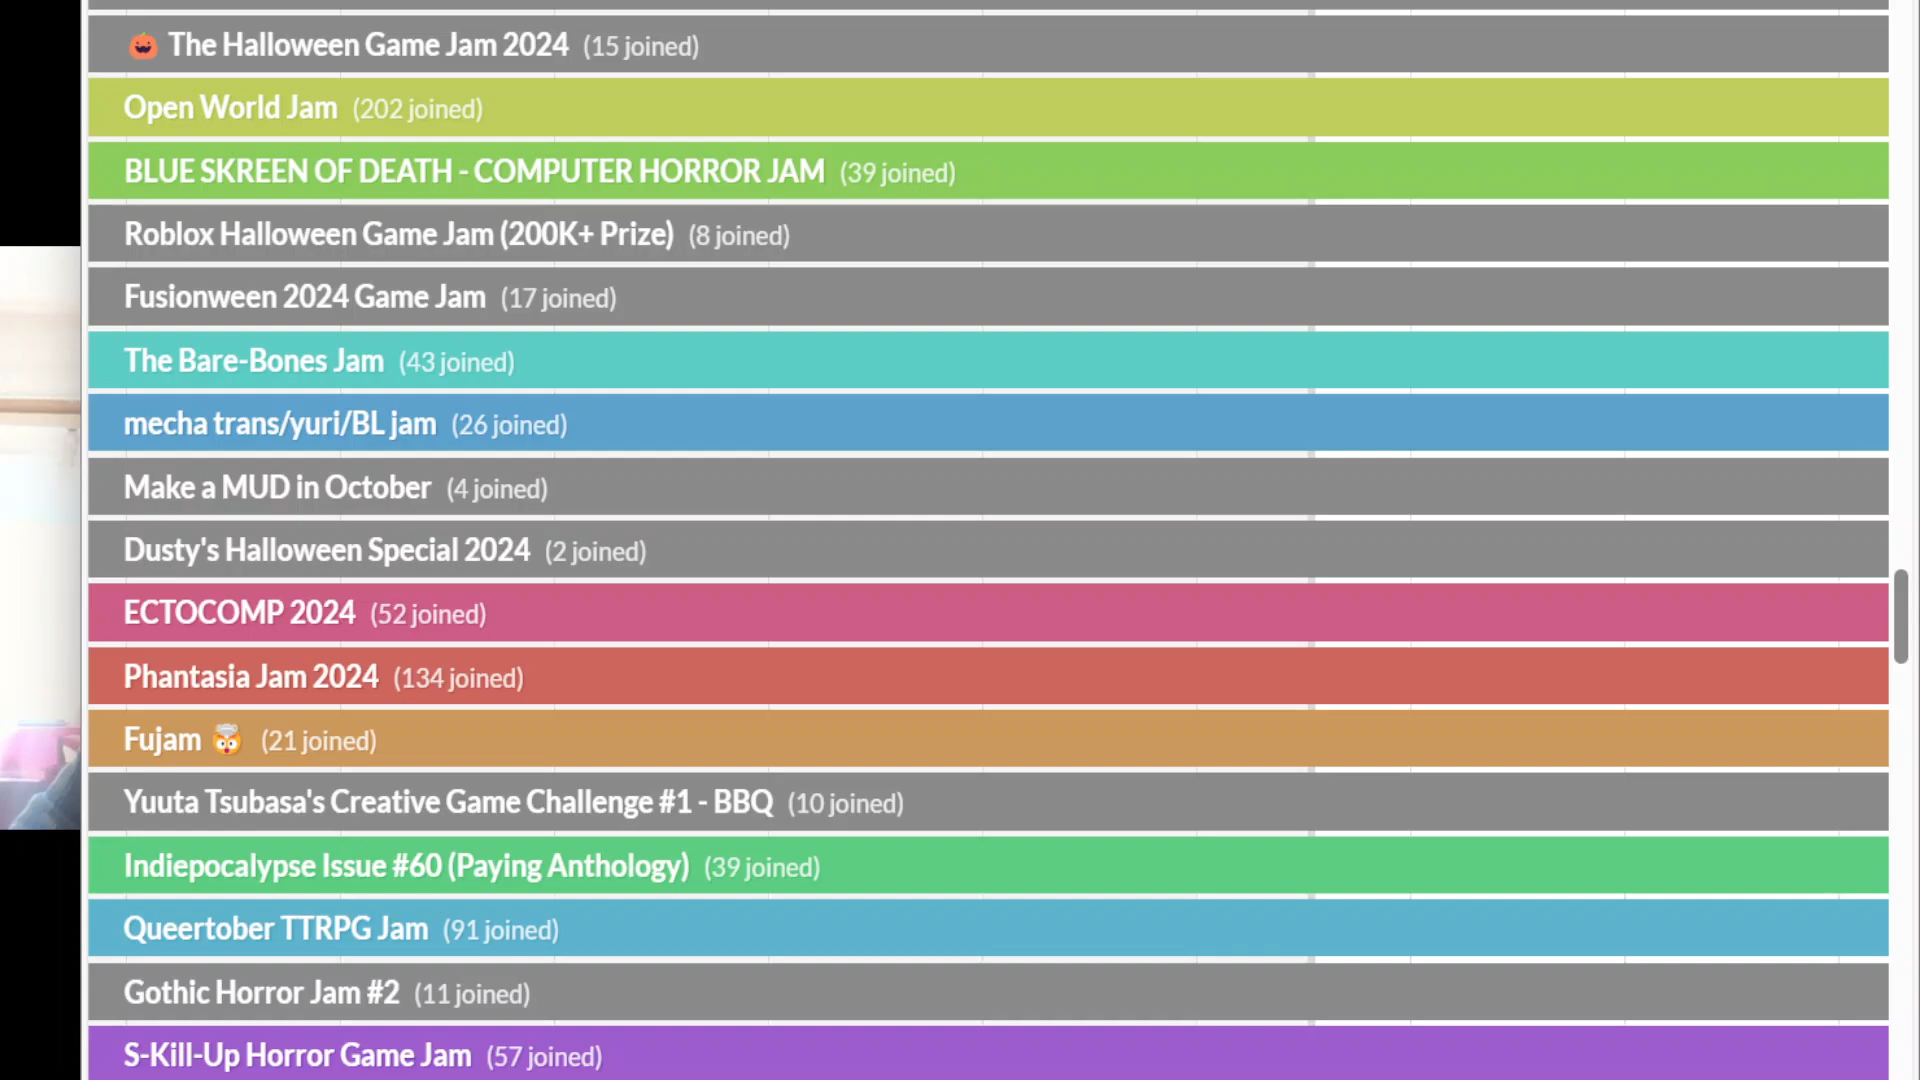 🎃 The Halloween Game Jam 2024 (15 joined)
Open World Jam (202 joined)
BLUE SKREEN OF DEATH - COMPUTER HORROR JAM (39 joined)
Roblox Halloween Game Jam (200K+ Prize) (8 joined)
Fusionween 2024 Game Jam (17 joined)
The Bare-Bones Jam (43 joined)
mecha trans/yuri/BL jam (26 joined)
Make a MUD in October (4 joined)
Dusty's Halloween Special 2024 (2 joined)
ECTOCOMP 2024 (52 joined)
Phantasia Jam 2024 (134 joined)
Fujam 🤯 (21 joined)
Yuuta Tsubasa's Creative Game Challenge #1 - BBQ (10 joined)
Indiepocalypse Issue #60 (Paying Anthology) (39 joined)
Queertober TTRPG Jam (91 joined)
Gothic Horror Jam #2 (11 joined)
S-Kill-Up Horror Game Jam (57 joined)